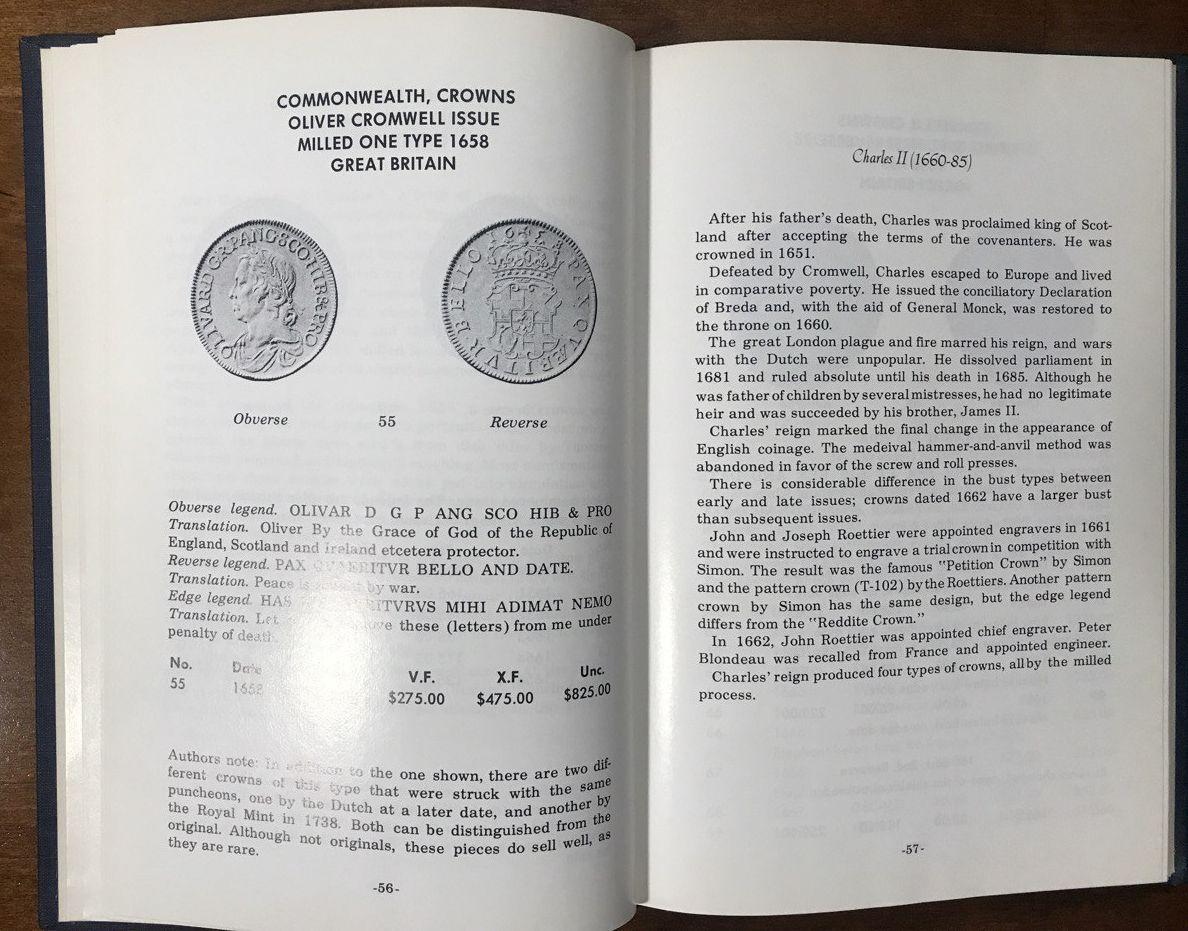 COMMONWEALTH, CROWNS
OLIVER CROMWELL ISSUE
MILLED ONE TYPE 1658
GREAT BRITAIN
OLIVAR D G R P ANG SCO HIB & PRO
1658
PAX QVÆRITVR BELLO
Obverse 55 Reverse
Obverse legend. OLIVAR D G P ANG SCO HIB & PRO
Translation. Oliver By the Grace of God of the Republic of
England, Scotland and Ireland etcetera protector.
Reverse legend. PAX QVAERITVR BELLO AND DATE.
Translation. Peace is sought by war.
Edge legend. HAS RITVRVS MIHI ADIMAT NEMO
Translation. Let these (letters) from me under
penalty of death.
No. Date V.F. X.F. Unc.
55 1658 $275.00 $475.00 $825.00
Authors note: In addition to the one shown, there are two dif-
ferent crowns of this type that were struck with the same
puncheons, one by the Dutch at a later date, and another by
the Royal Mint in 1738. Both can be distinguished from the
original. Although not originals, these pieces do sell well, as
they are rare.
-56-
Charles II (1660-85)
After his father's death, Charles was proclaimed king of Scot-
land after accepting the terms of the covenanters. He was
crowned in 1651.
Defeated by Cromwell, Charles escaped to Europe and lived
in comparative poverty. He issued the conciliatory Declaration
of Breda and, with the aid of General Monck, was restored to
the throne on 1660.
The great London plague and fire marred his reign, and wars
with the Dutch were unpopular. He dissolved parliament in
1681 and ruled absolute until his death in 1685. Although he
was father of children by several mistresses, he had no legitimate
heir and was succeeded by his brother, James II.
Charles' reign marked the final change in the appearance of
English coinage. The medeival hammer-and-anvil method was
abandoned in favor of the screw and roll presses.
There is considerable difference in the bust types between
early and late issues; crowns dated 1662 have a larger bust
than subsequent issues.
John and Joseph Roettier were appointed engravers in 1661
and were instructed to engrave a trial crown in competition with
Simon. The result was the famous "Petition Crown" by Simon
and the pattern crown (T-102) by the Roettiers. Another pattern
crown by Simon has the same design, but the edge legend
differs from the "Reddite Crown."
In 1662, John Roettier was appointed chief engraver. Peter
Blondeau was recalled from France and appointed engineer.
Charles' reign produced four types of crowns, all by the milled
process.
-57-